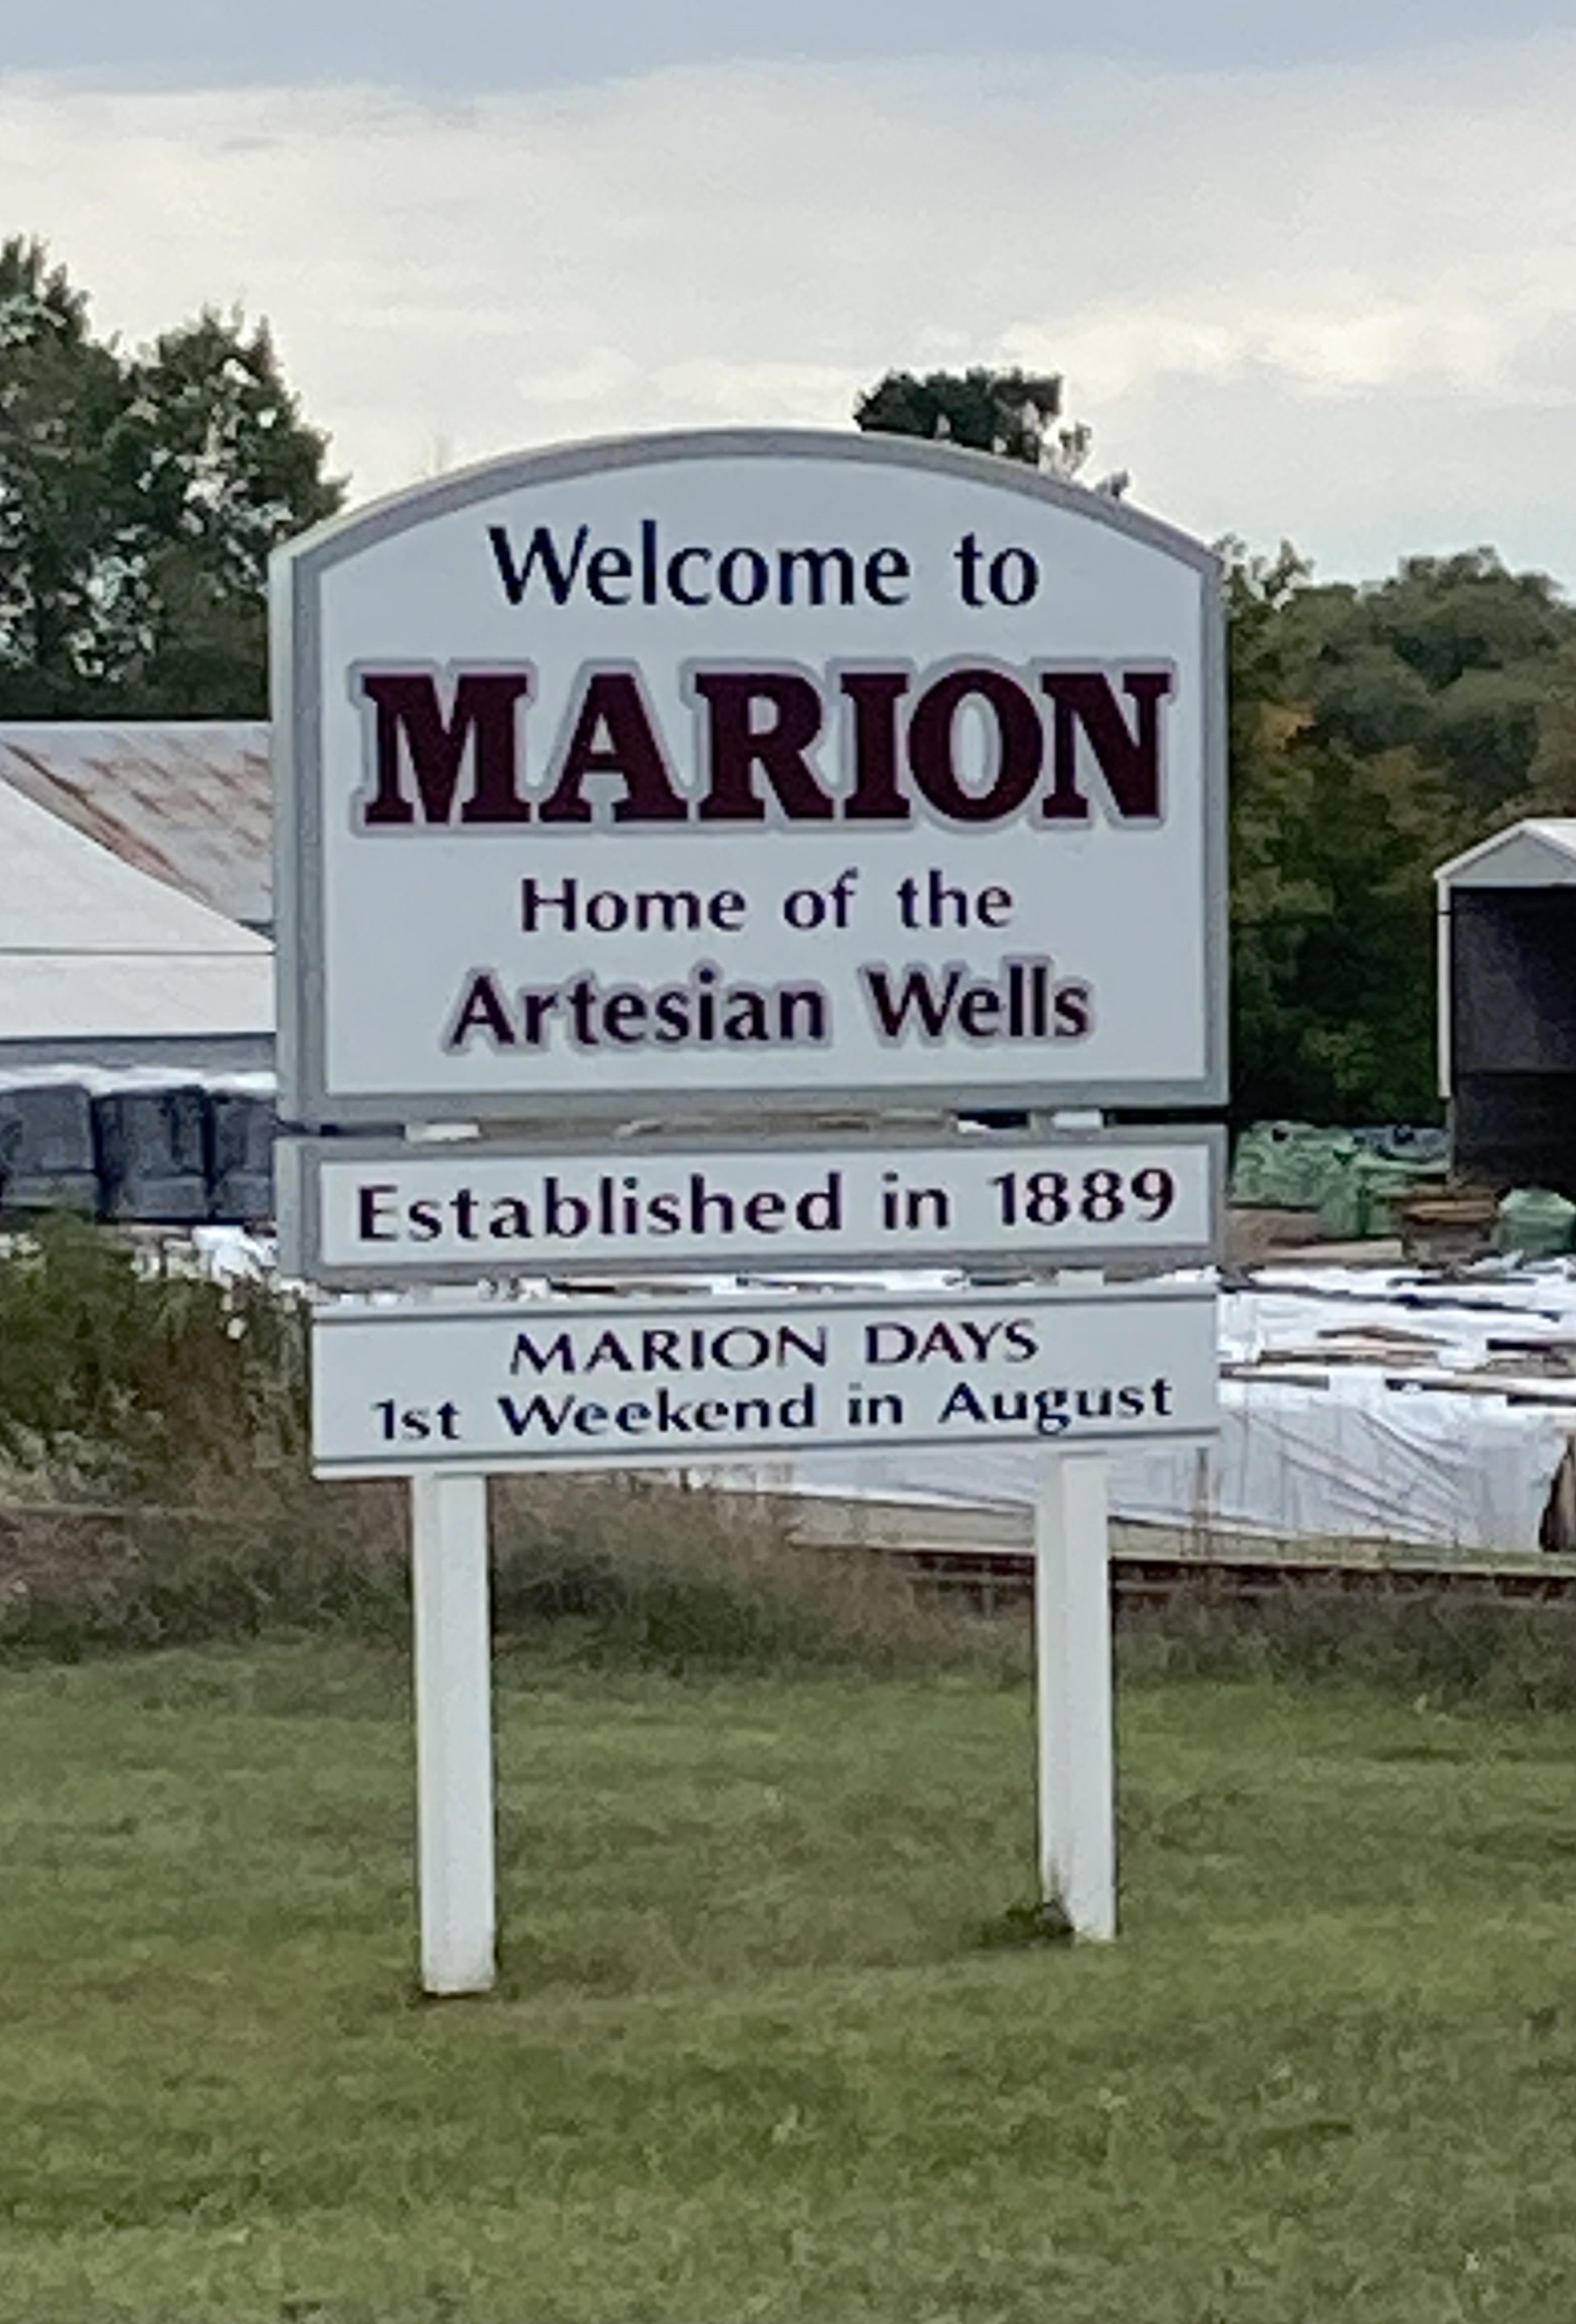 Welcome to
MARION
Home of the
Artesian Wells
Established in 1889
MARION DAYS
1st Weekend in August